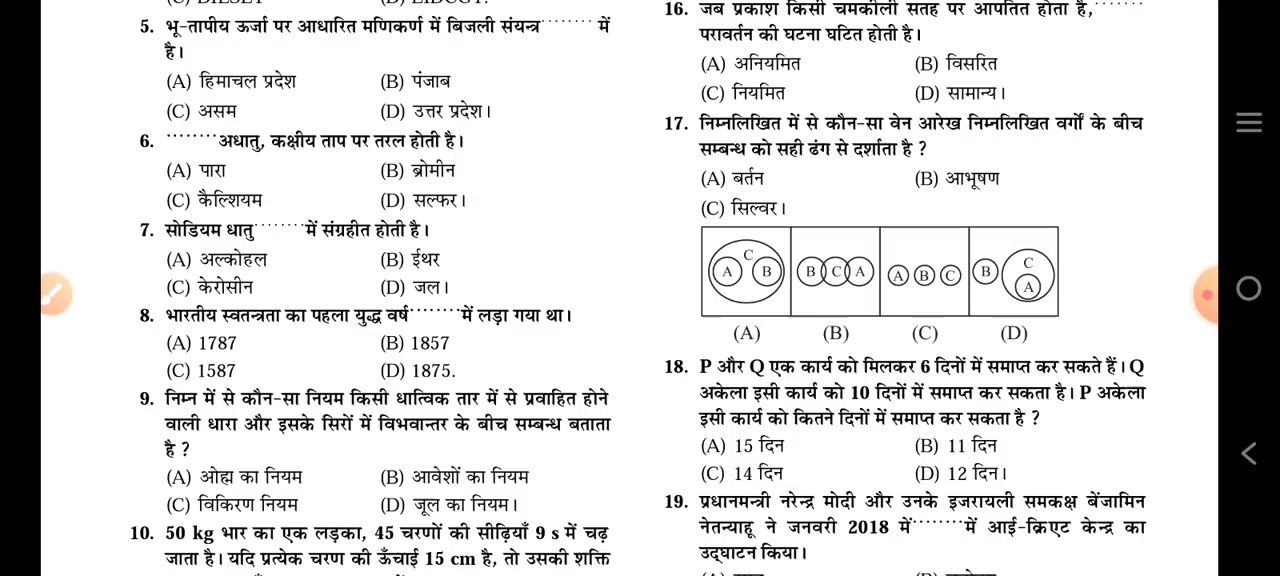 5. भू-तापीय ऊर्जा पर आधारित मणिकर्ण में बिजली संयन्त्र········ में
है।
(A) हिमाचल प्रदेश (B) पंजाब
(C) असम (D) उत्तर प्रदेश।
6. ········अधातु, कक्षीय ताप पर तरल होती है।
(A) पारा (B) ब्रोमीन
(C) कैल्शियम (D) सल्फर।
7. सोडियम धातु········में संग्रहीत होती है।
(A) अल्कोहल (B) ईथर
(C) केरोसीन (D) जल।
8. भारतीय स्वतन्त्रता का पहला युद्ध वर्ष········में लड़ा गया था।
(A) 1787 (B) 1857
(C) 1587 (D) 1875.
9. निम्न में से कौन-सा नियम किसी धात्विक तार में से प्रवाहित होने
वाली धारा और इसके सिरों में विभवान्तर के बीच सम्बन्ध बताता
है ?
(A) ओह्म का नियम (B) आवेशों का नियम
(C) विकिरण नियम (D) जूल का नियम।
10. 50 kg भार का एक लड़का, 45 चरणों की सीढ़ियाँ 9 s में चढ़
जाता है। यदि प्रत्येक चरण की ऊँचाई 15 cm है, तो उसकी शक्ति
16. जब प्रकाश किसी चमकीली सतह पर आपतित होता है,········
परावर्तन की घटना घटित होती है।
(A) अनियमित (B) विसरित
(C) नियमित (D) सामान्य।
17. निम्नलिखित में से कौन-सा वेन आरेख निम्नलिखित वर्गों के बीच
सम्बन्ध को सही ढंग से दर्शाता है ?
(A) बर्तन (B) आभूषण
(C) सिल्वर।
C A B B C A A B C B C A
(A) (B) (C) (D)
18. P और Q एक कार्य को मिलकर 6 दिनों में समाप्त कर सकते हैं। Q
अकेला इसी कार्य को 10 दिनों में समाप्त कर सकता है। P अकेला
इसी कार्य को कितने दिनों में समाप्त कर सकता है ?
(A) 15 दिन (B) 11 दिन
(C) 14 दिन (D) 12 दिन।
19. प्रधानमन्त्री नरेन्द्र मोदी और उनके इजरायली समकक्ष बेंजामिन
नेतन्याहू ने जनवरी 2018 में········में आई-क्रिएट केन्द्र का
उद्घाटन किया।